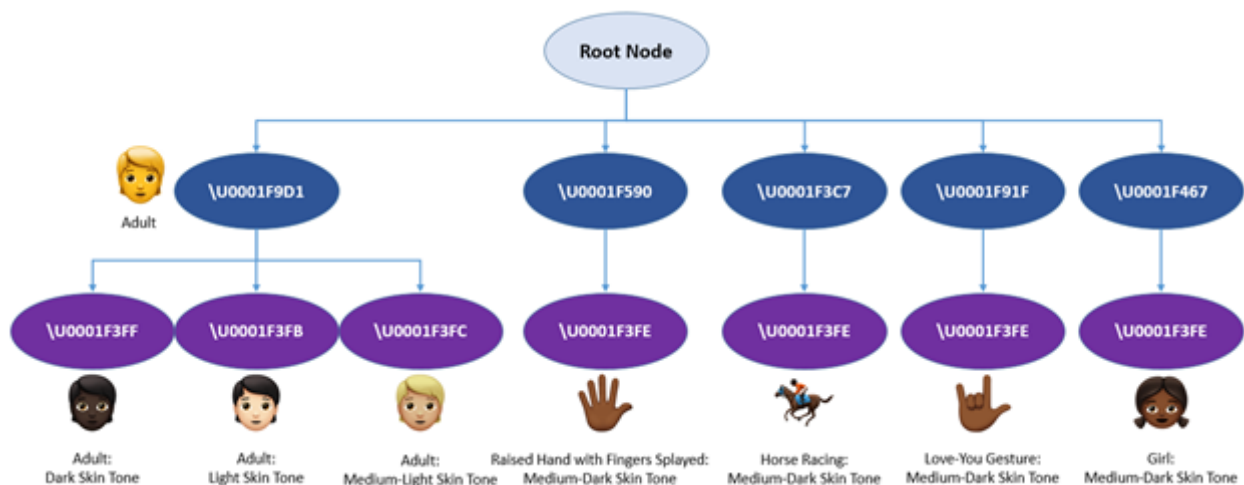 Root Node
\U0001F9D1
\U0001F590
\U0001F3C7
\U0001F91F
\U0001F467
Adult
\U0001F3FF
\U0001F3FB
\U0001F3FC
\U0001F3FE
\U0001F3FE
\U0001F3FE
\U0001F3FE
Adult:
Dark Skin Tone
Adult:
Light Skin Tone
Adult:
Medium-Light Skin Tone
Raised Hand with Fingers Splayed:
Medium-Dark Skin Tone
Horse Racing:
Medium-Dark Skin Tone
Love-You Gesture:
Medium-Dark Skin Tone
Girl:
Medium-Dark Skin Tone